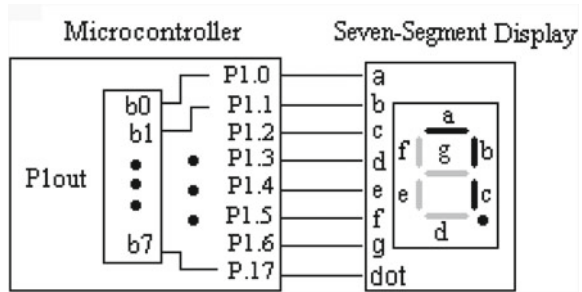 Microcontroller
Seven-Segment Display
P1out
b0
b1
b7
P1.0
P1.1
P1.2
P1.3
P1.4
P1.5
P1.6
P.17
a
b
c
d
e
f
g
dot
a
f g b
e c
d